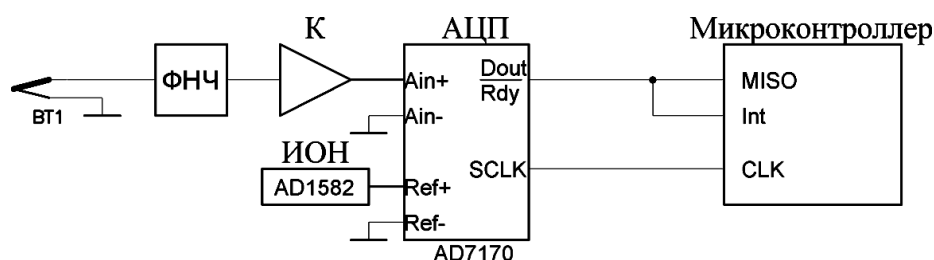 К
АЦП
Микроконтроллер
ФНЧ
Ain+
Dout
Rdy
MISO
BT1
Ain-
Int
ИОН
AD1582
Ref+
SCLK
CLK
Ref-
AD7170